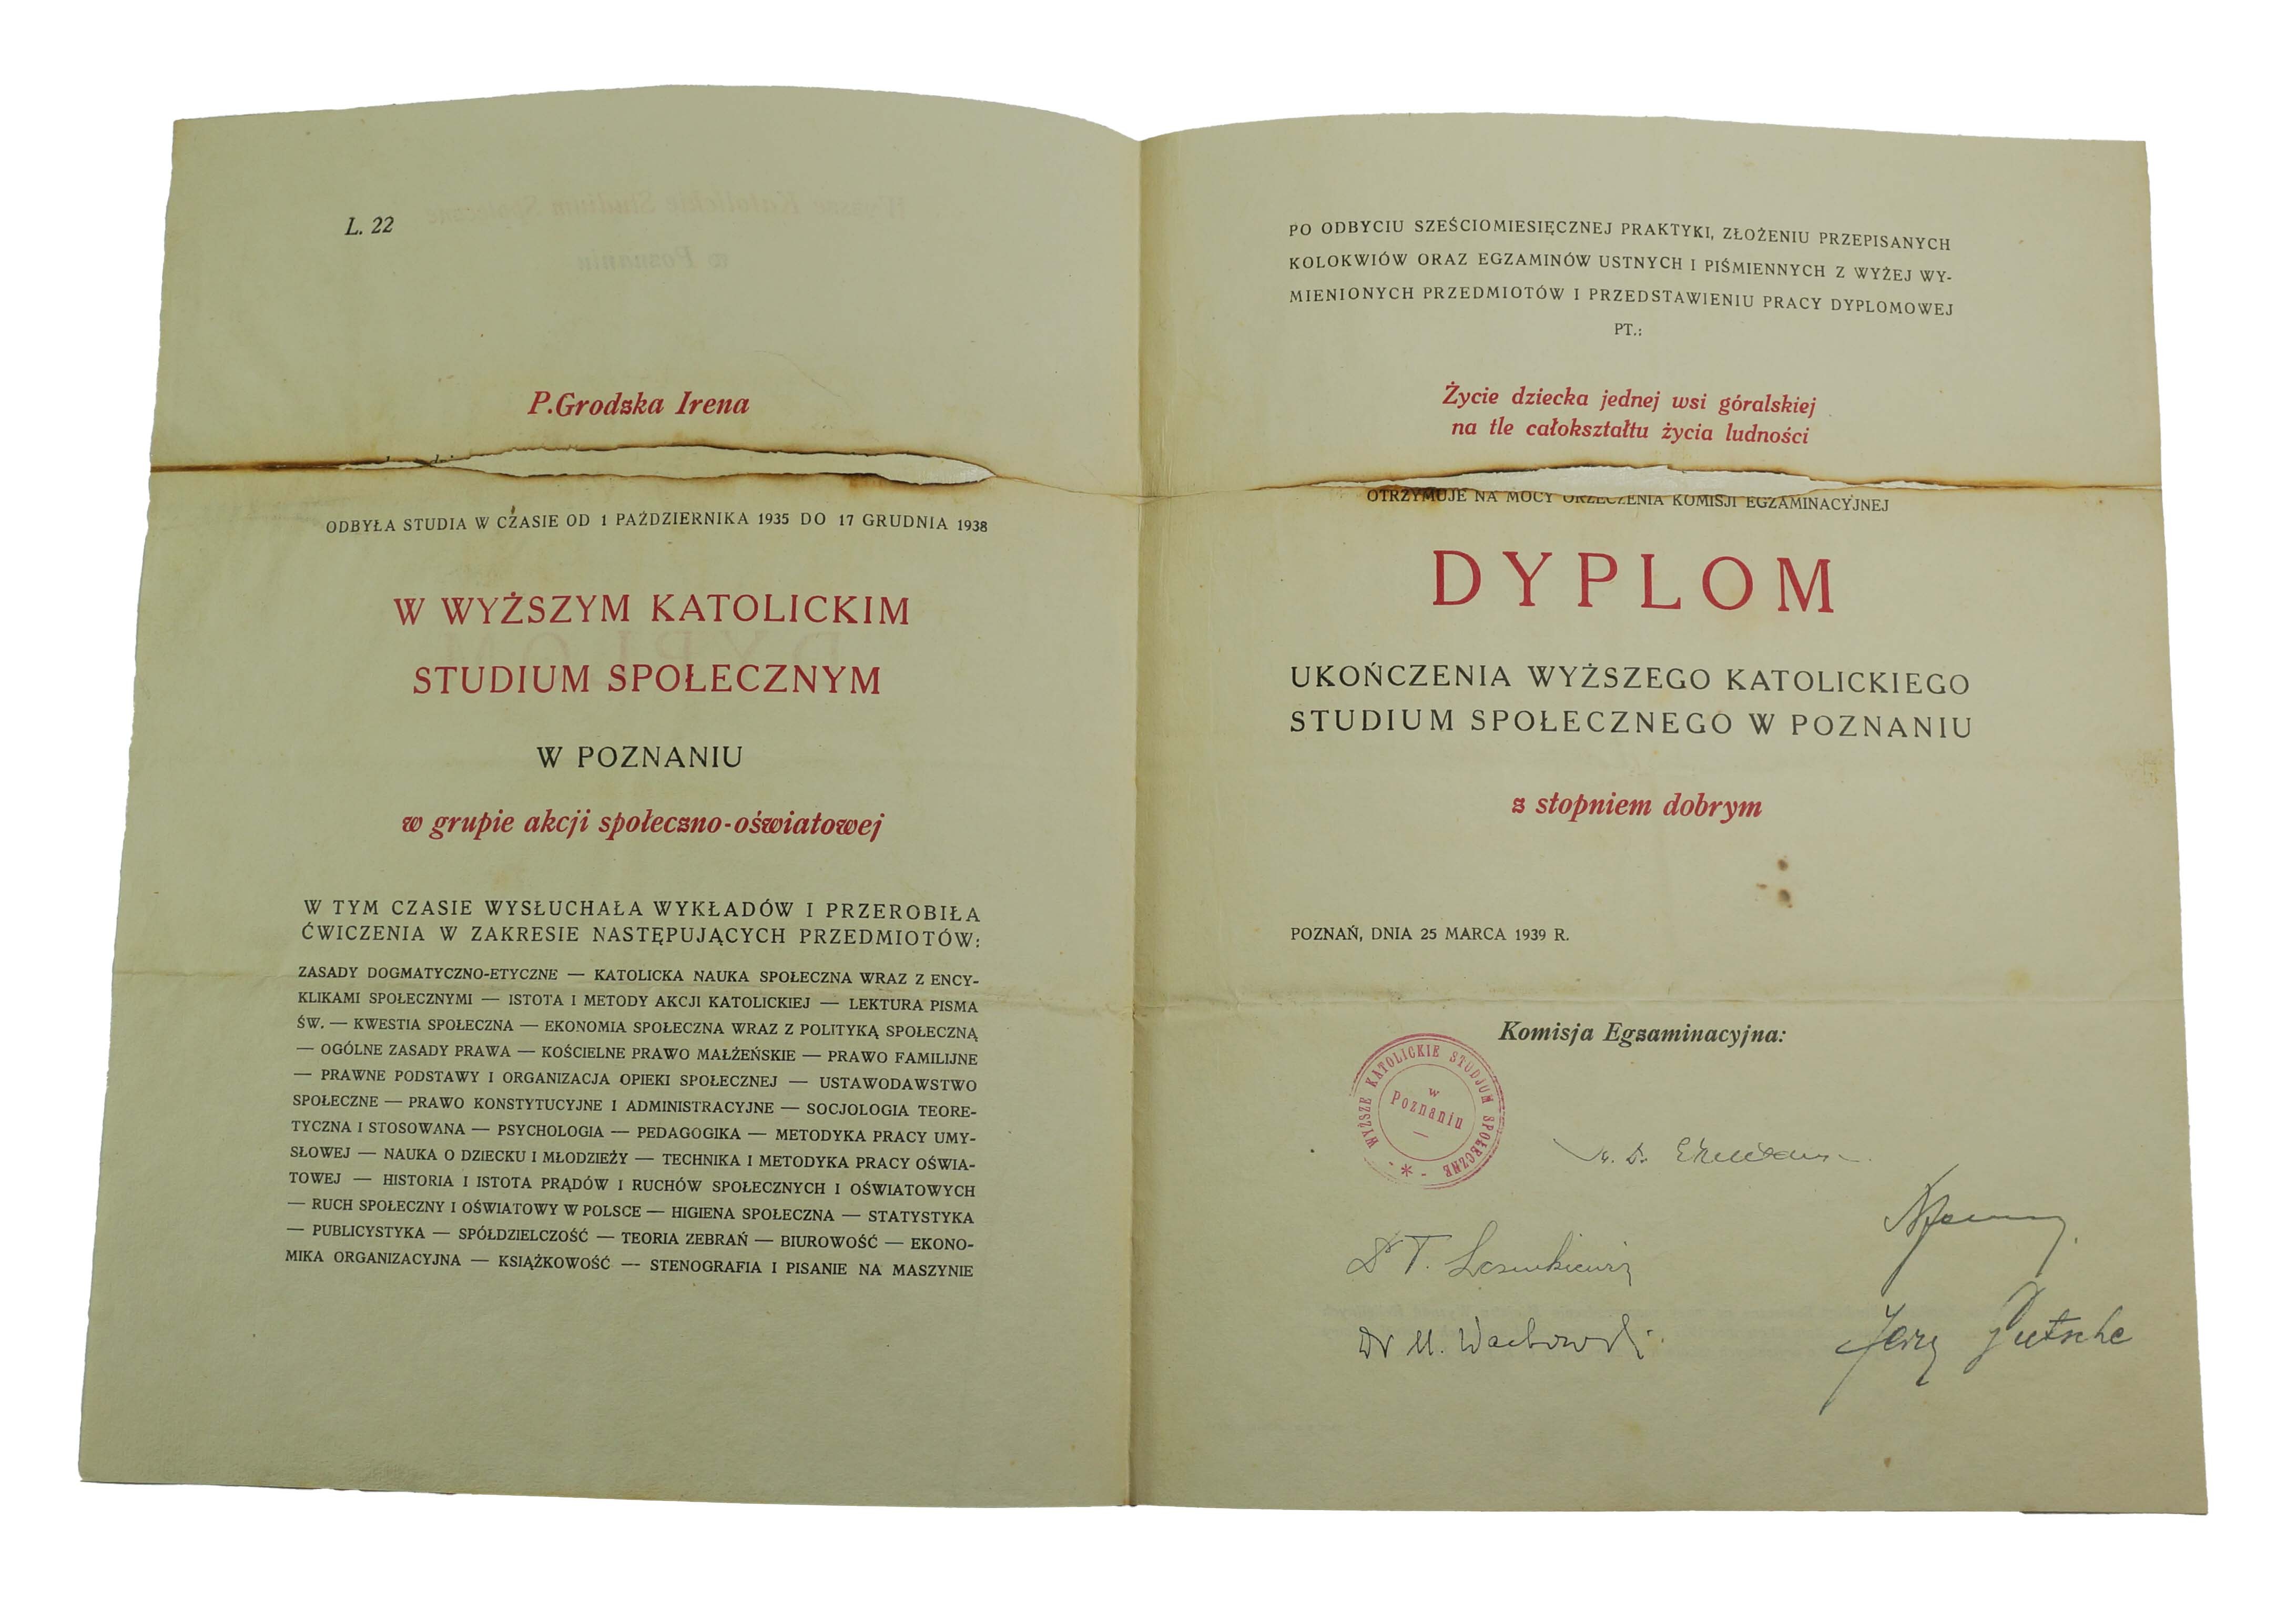 L. 22
P.Grodzka Irena
ODBYŁA STUDIA W CZASIE OD 1 PAŹDZIERNIKA 1935 DO 17 GRUDNIA 1938
W WYŻSZYM KATOLICKIM
STUDIUM SPOŁECZNYM
W POZNANIU
w grupie akcji społeczno-oświatowej
W TYM CZASIE WYSŁUCHAŁA WYKŁADÓW I PRZEROBIŁA
ĆWICZENIA W ZAKRESIE NASTĘPUJĄCYCH PRZEDMIOTÓW:
ZASADY DOGMATYCZNO-ETYCZNE — KATOLICKA NAUKA SPOŁECZNA WRAZ Z ENCY-
KLIKAMI SPOŁECZNYMI — ISTOTA I METODY AKCJI KATOLICKIEJ — LEKTURA PISMA
ŚW. — KWESTIA SPOŁECZNA — EKONOMIA SPOŁECZNA WRAZ Z POLITYKĄ SPOŁECZNĄ
— OGÓLNE ZASADY PRAWA — KOŚCIELNE PRAWO MAŁŻEŃSKIE — PRAWO FAMILIJNE
— PRAWNE PODSTAWY I ORGANIZACJA OPIEKI SPOŁECZNEJ — USTAWODAWSTWO
SPOŁECZNE — PRAWO KONSTYTUCYJNE I ADMINISTRACYJNE — SOCJOLOGIA TEORE-
TYCZNA I STOSOWANA — PSYCHOLOGIA — PEDAGOGIKA — METODYKA PRACY UMY-
SŁOWEJ — NAUKA O DZIECKU I MŁODZIEŻY — TECHNIKA I METODYKA PRACY OŚWIA-
TOWEJ — HISTORIA I ISTOTA PRĄDÓW I RUCHÓW SPOŁECZNYCH I OŚWIATOWYCH
— RUCH SPOŁECZNY I OŚWIATOWY W POLSCE — HIGIENA SPOŁECZNA — STATYSTYKA
— PUBLICYSTYKA — SPÓŁDZIELCZOŚĆ — TEORIA ZEBRAŃ — BIUROWOŚĆ — EKONO-
MIKA ORGANIZACYJNA — KSIĄŻKOWOŚĆ — STENOGRAFIA I PISANIE NA MASZYNIE
PO ODBYCIU SZEŚCIOMIESIĘCZNEJ PRAKTYKI, ZŁOŻENIU PRZEPISANYCH
KOLOKWIÓW ORAZ EGZAMINÓW USTNYCH I PIŚMIENNYCH Z WYŻEJ WY-
MIENIONYCH PRZEDMIOTÓW I PRZEDSTAWIENIU PRACY DYPLOMOWEJ
PT.:
Życie dziecka jednej wsi góralskiej
na tle całokształtu życia ludności
OTRZYMUJE NA MOCY ORZECZENIA KOMISJI EGZAMINACYJNEJ
DYPLOM
UKOŃCZENIA WYŻSZEGO KATOLICKIEGO
STUDIUM SPOŁECZNEGO W POZNANIU
z stopniem dobrym
POZNAŃ, DNIA 25 MARCA 1939 R.
Komisja Egzaminacyjna:
WYŻSZE KATOLICKIE STUDJUM SPOŁECZNE
w
Poznaniu
Dr T.
Dr M. Wachowski
Jerzy